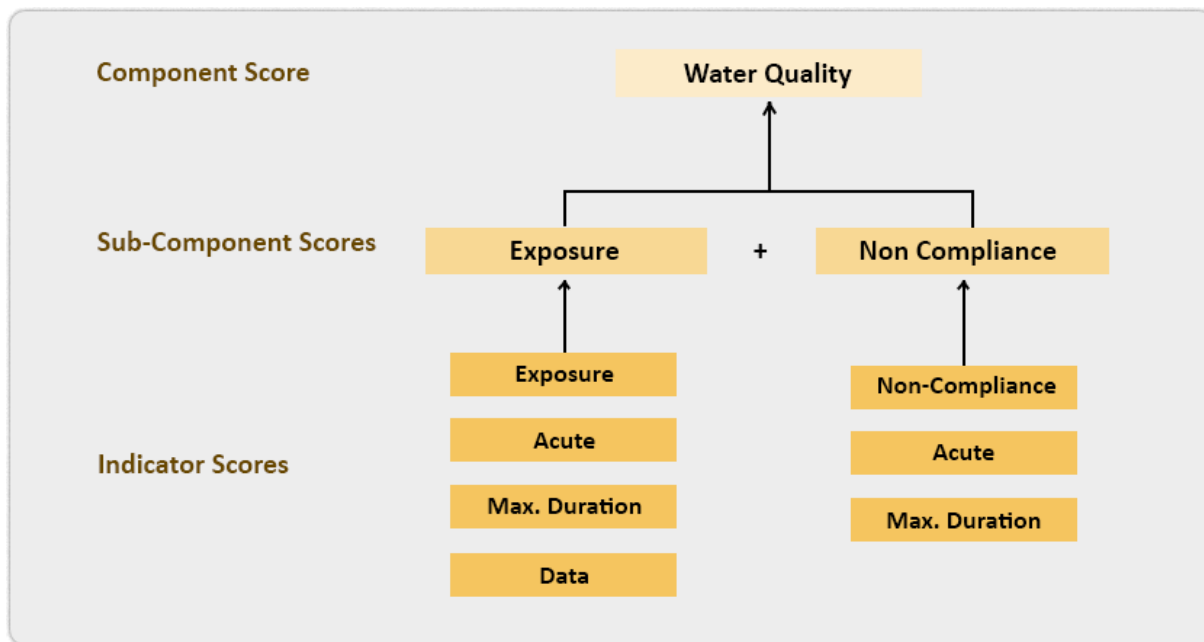 Component Score
Water Quality
Sub-Component Scores
Exposure
+
Non Compliance
Indicator Scores
Exposure
Acute
Max. Duration
Data
Non-Compliance
Acute
Max. Duration